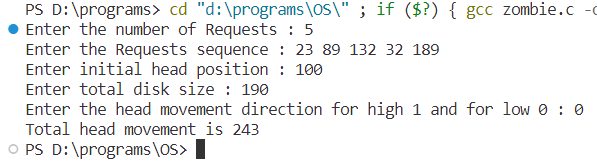 PS D:\programs> cd "d:\programs\OS\" ; if ($?) { gcc zombie.c -o
Enter the number of Requests : 5
Enter the Requests sequence : 23 89 132 32 189
Enter initial head position : 100
Enter total disk size : 190
Enter the head movement direction for high 1 and for low 0 : 0
Total head movement is 243
PS D:\programs\OS>